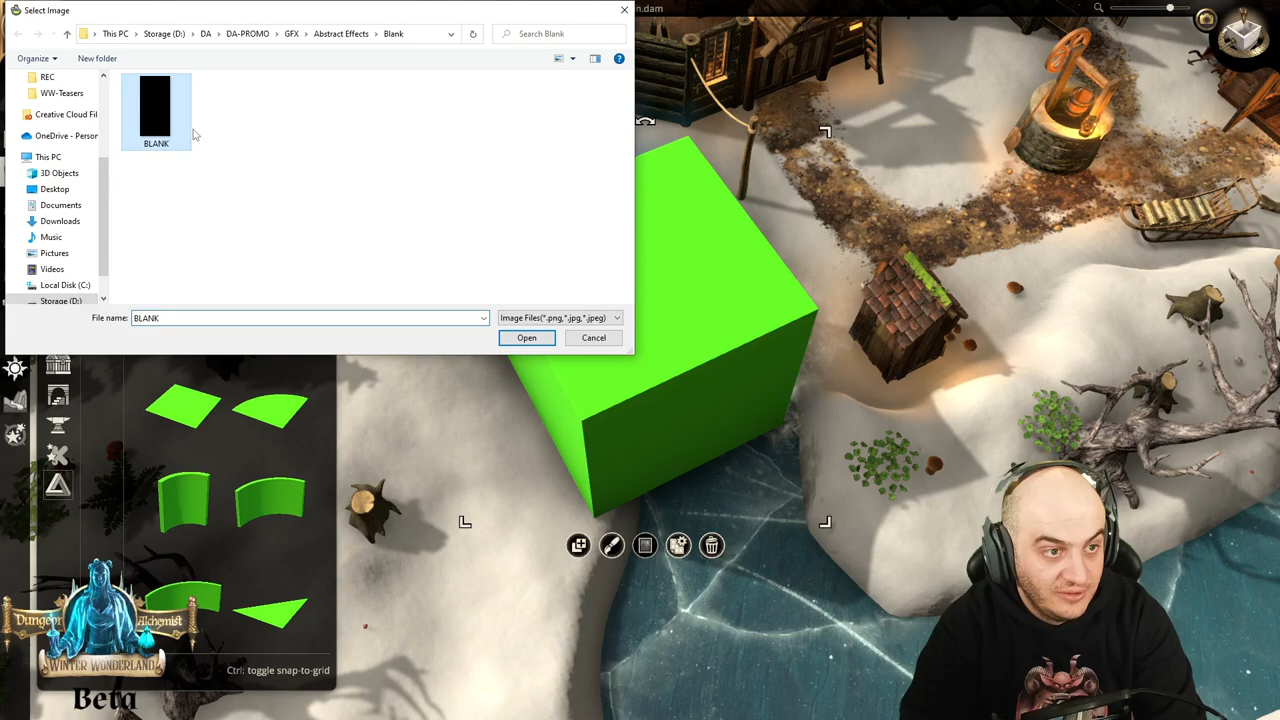 Select Image
n.dam
This PC > Storage (D:) > DA > DA-PROMO > GFX > Abstract Effects > Blank
Search Blank
Organize
New folder
REC
WW-Teasers
Creative Cloud Fil
OneDrive - Person
This PC
3D Objects
Desktop
Documents
Downloads
Music
Pictures
Videos
Local Disk (C:)
Storage (D:)
BLANK
File name:
BLANK
Image Files(*.png,*.jpg,*.jpeg)
Open
Cancel
Dungeon Alchemist
WINTER WONDERLAND
Ctrl: toggle snap-to-grid
Beta